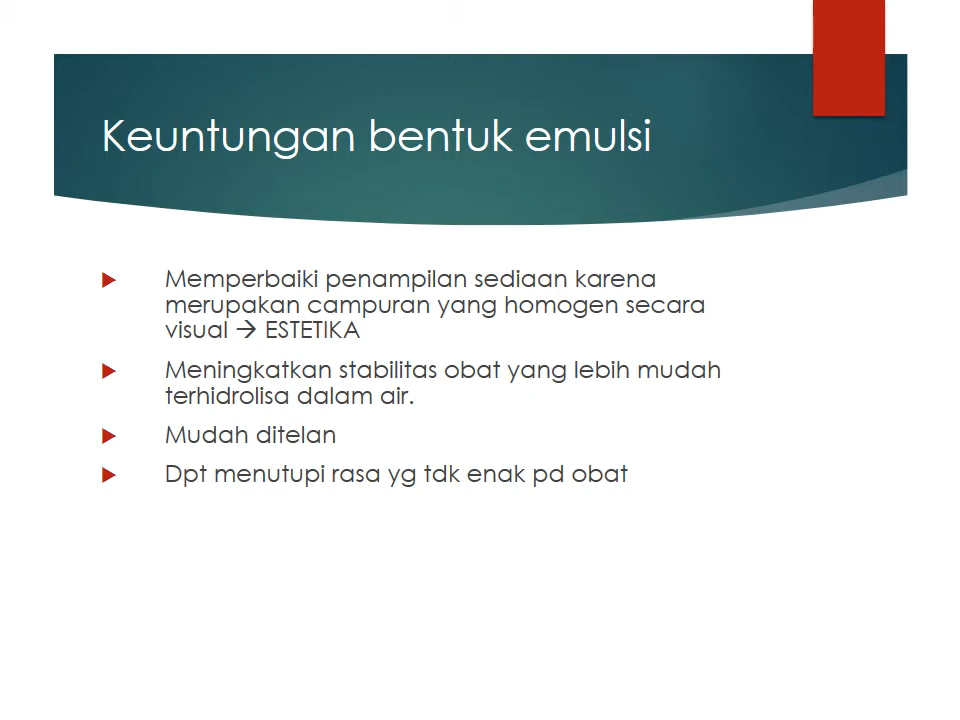 Keuntungan bentuk emulsi
Memperbaiki penampilan sediaan karena
merupakan campuran yang homogen secara
visual → ESTETIKA
Meningkatkan stabilitas obat yang lebih mudah
terhidrolisa dalam air.
Mudah ditelan
Dpt menutupi rasa yg tdk enak pd obat